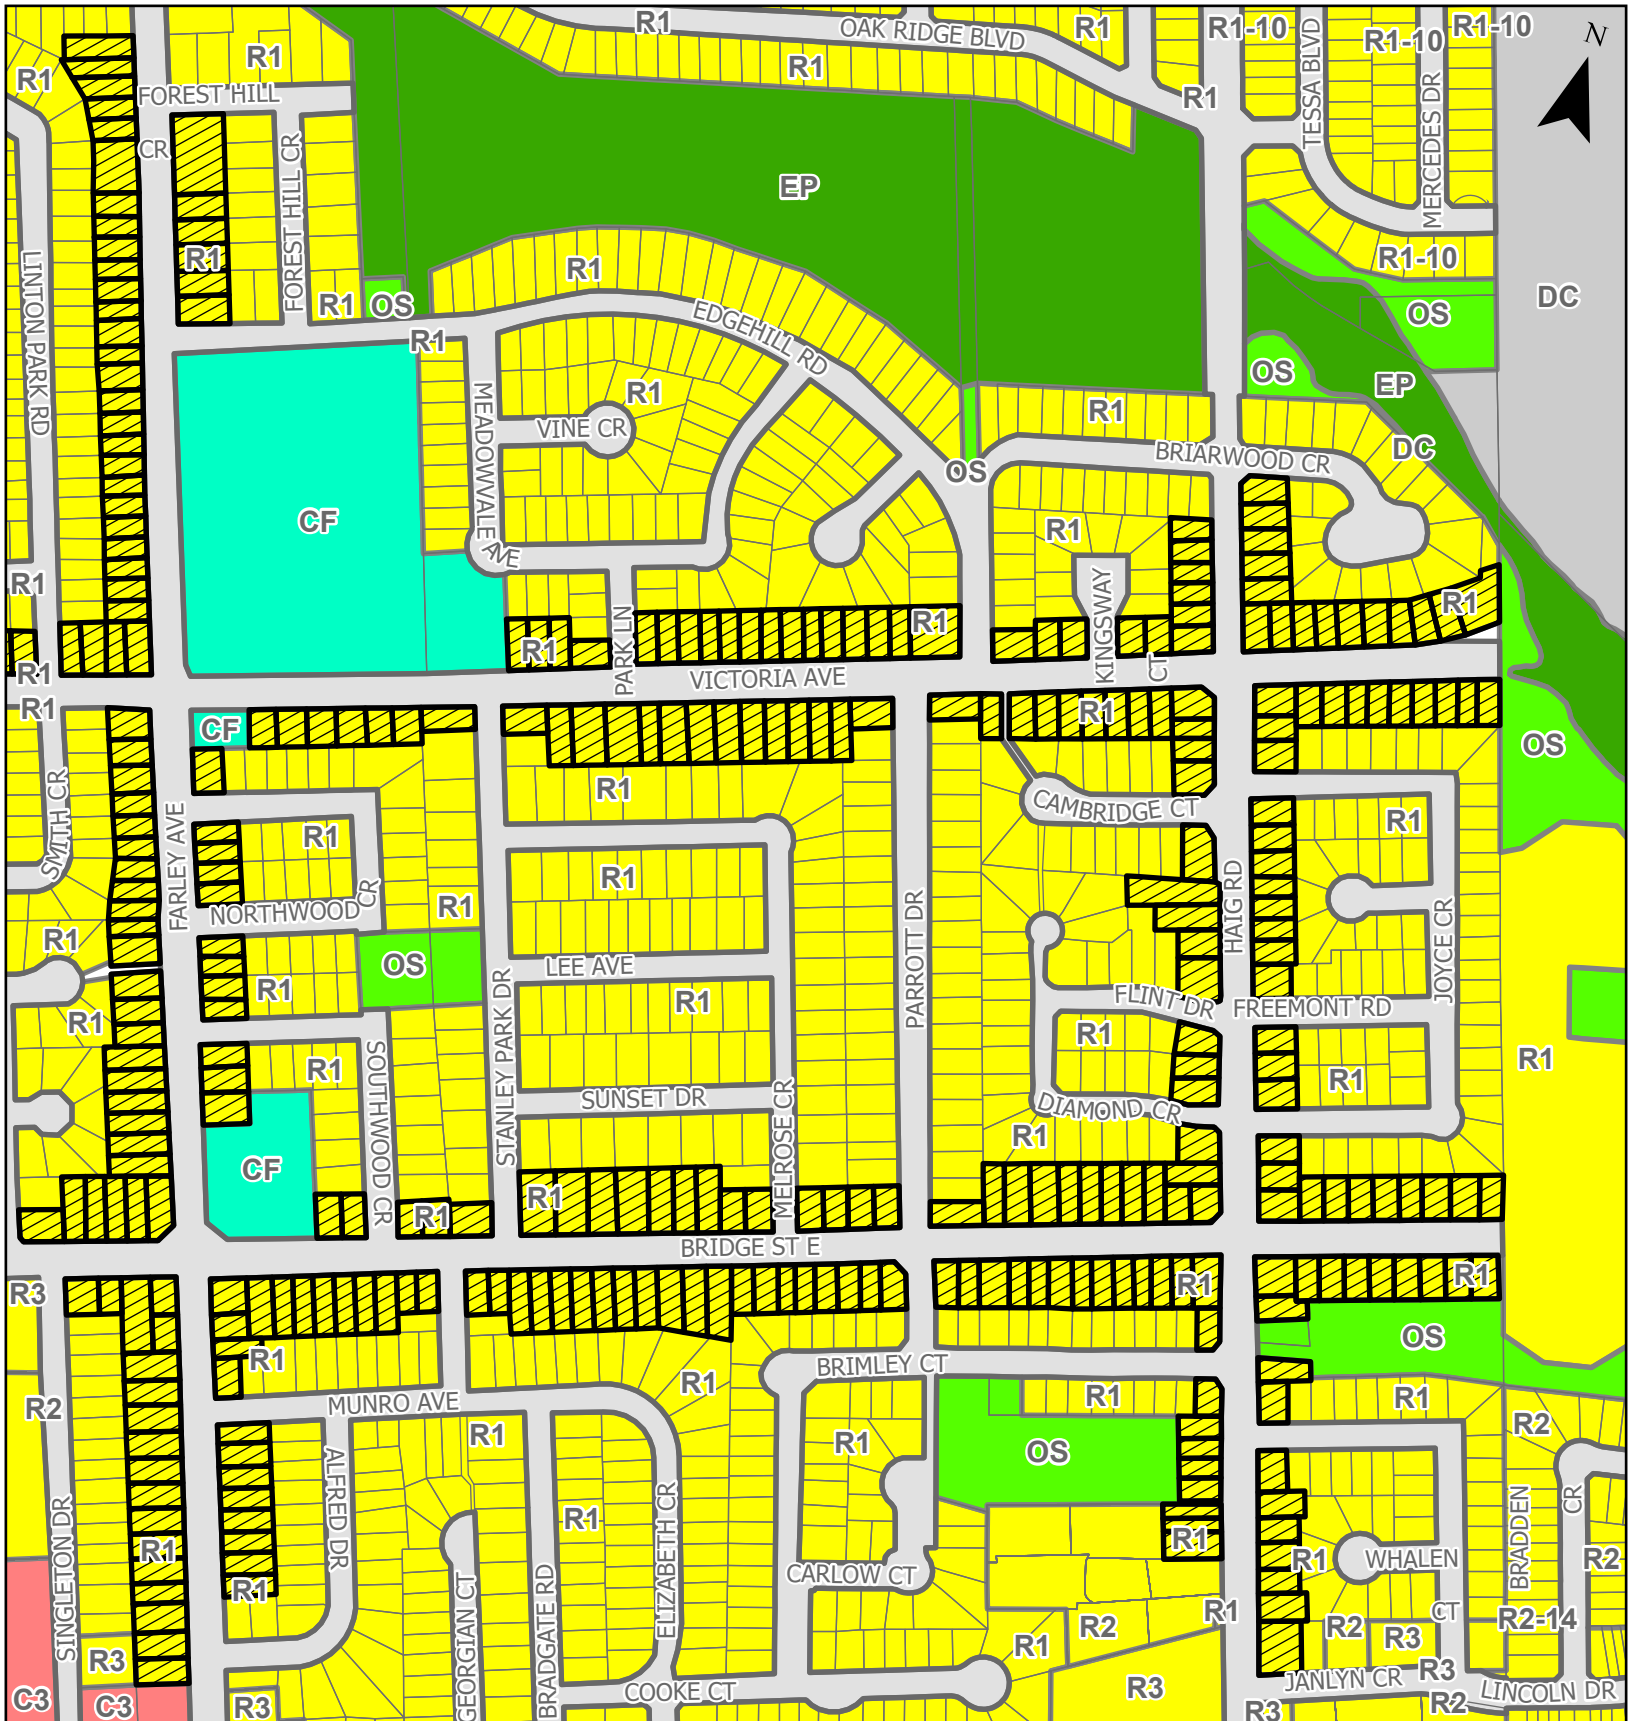 R1
OAK RIDGE BLVD
R1
R1-10
R1-10
R1-10
N
R1
R1
R1
FOREST HILL
CR
R1
TESSA BLVD
MERCEDES DR
FOREST HILL CR
EP
R1
R1
R1
OS
R1-10
OS
DC
LINTON PARK RD
R1
EDGEHILL RD
OS
EP
MEADOWVALE AVE
R1
VINE CR
R1
DC
BRIARWOOD CR
OS
CF
R1
R1
KINGSWAY CT
R1
R1
R1
R1
PARK LN
VICTORIA AVE
R1
CF
R1
OS
SMITH CR
R1
FARLEY AVE
CAMBRIDGE CT
R1
R1
R1
NORTHWOOD CR
R1
PARROTT DR
HAIG RD
JOYCE CR
R1
OS
LEE AVE
R1
R1
FLINT DR
FREEMONT RD
STANLEY PARK DR
R1
R1
R1
R1
R1
SOUTHWOOD CR
SUNSET DR
MELROSE CR
DIAMOND CR
R1
CF
R1
R1
BRIDGE ST E
R3
R1
R1
OS
R1
BRIMLEY CT
R1
R1
R1
R2
MUNRO AVE
R1
R1
OS
R2
ALFRED DR
SINGLETON DR
R1
ELIZABETH CR
R1
BRADDEN
CR
R1
R1
WHALEN
CT
R2
R1
CARLOW CT
GEORGIAN CT
BRADGATE RD
R1
R2
R1
R2
R3
R2-14
R3
R3
JANLYN CR
R3
C3
C3
R3
COOKE CT
R3
R2
LINCOLN DR